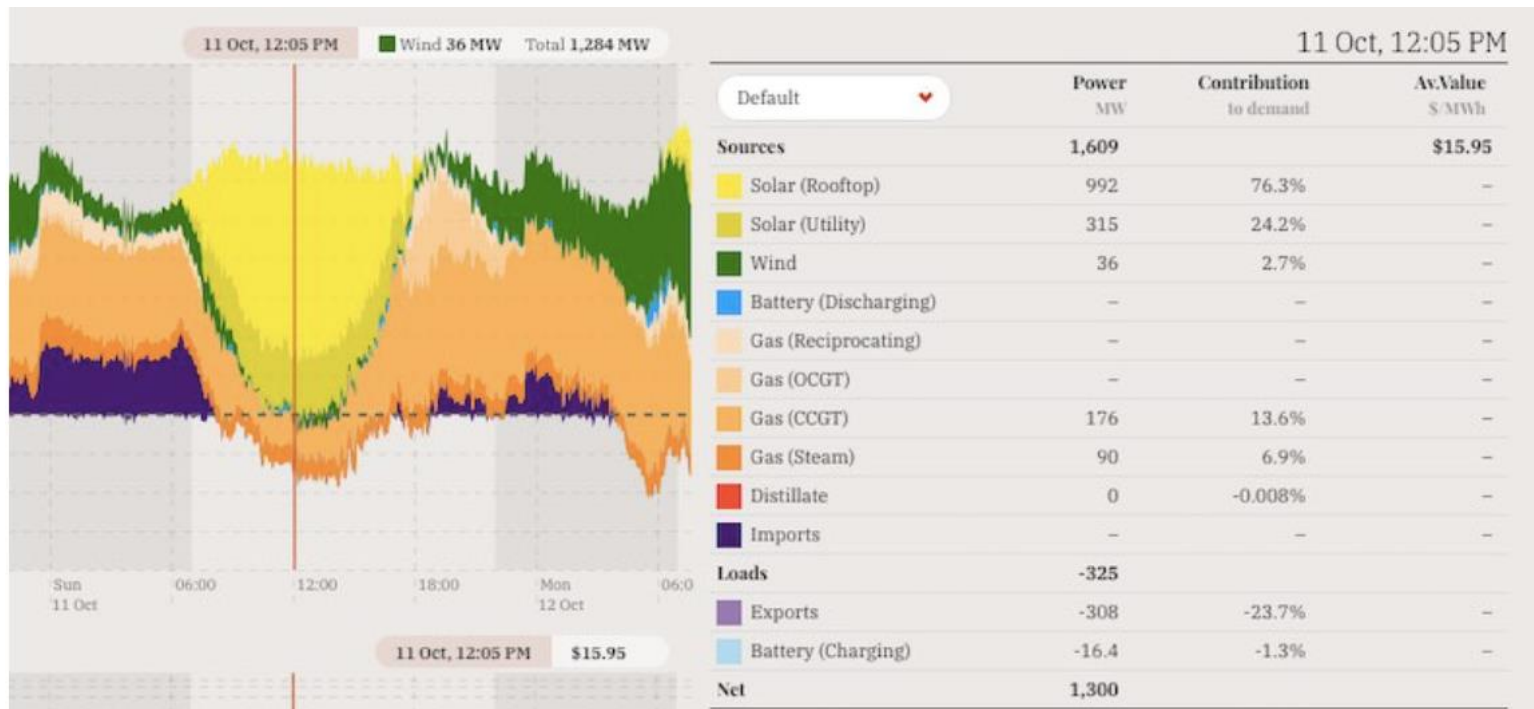 11 Oct, 12:05 PM Wind 36 MW Total 1,284 MW
Sun 06:00 12:00 18:00 Mon 06:0
11 Oct 12 Oct
11 Oct, 12:05 PM $15.95
11 Oct, 12:05 PM
Default Power Contribution Av.Value
MW to demand $/MWh
Sources 1,609 $15.95
Solar (Rooftop) 992 76.3% –
Solar (Utility) 315 24.2% –
Wind 36 2.7% –
Battery (Discharging) – – –
Gas (Reciprocating) – – –
Gas (OCGT) – – –
Gas (CCGT) 176 13.6% –
Gas (Steam) 90 6.9% –
Distillate 0 -0.008% –
Imports – – –
Loads -325
Exports -308 -23.7% –
Battery (Charging) -16.4 -1.3% –
Net 1,300